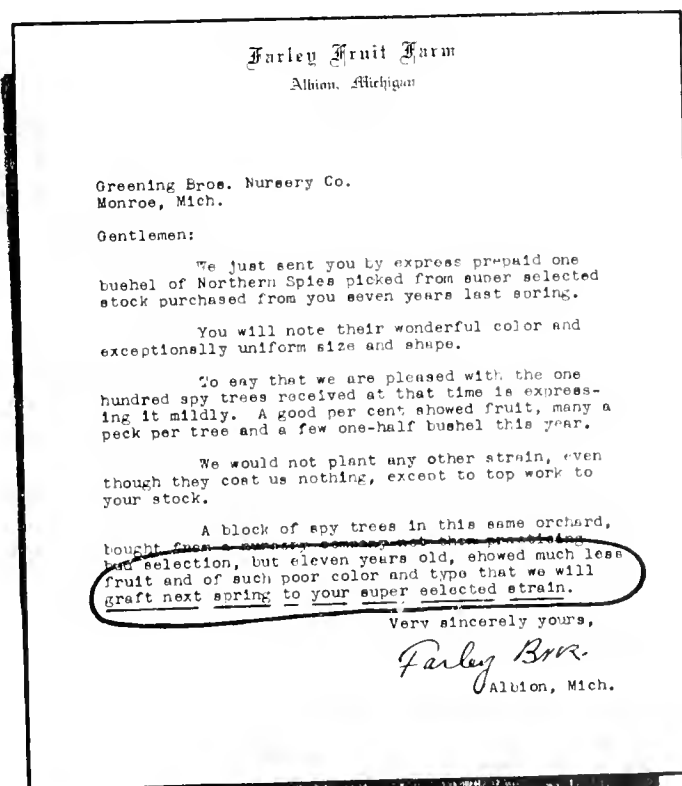 Farley Fruit Farm
Albion, Michigan
Greening Bros. Nursery Co.
Monroe, Mich.
Gentlemen:
We just sent you by express prepaid one
bushel of Northern Spies picked from super selected
stock purchased from you seven years last spring.
You will note their wonderful color and
exceptionally uniform size and shape.
To say that we are pleased with the one
hundred spy trees received at that time is express-
ing it mildly. A good per cent showed fruit, many a
peck per tree and a few one-half bushel this year.
We would not plant any other strain, even
though they cost us nothing, except to top work to
your stock.
A block of spy trees in this same orchard,
bought from a nursery company not then practicing
bud selection, but eleven years old, showed much less
fruit and of such poor color and type that we will
graft next spring to your super selected strain.
Very sincerely yours,
Farley Bros.
Albion, Mich.